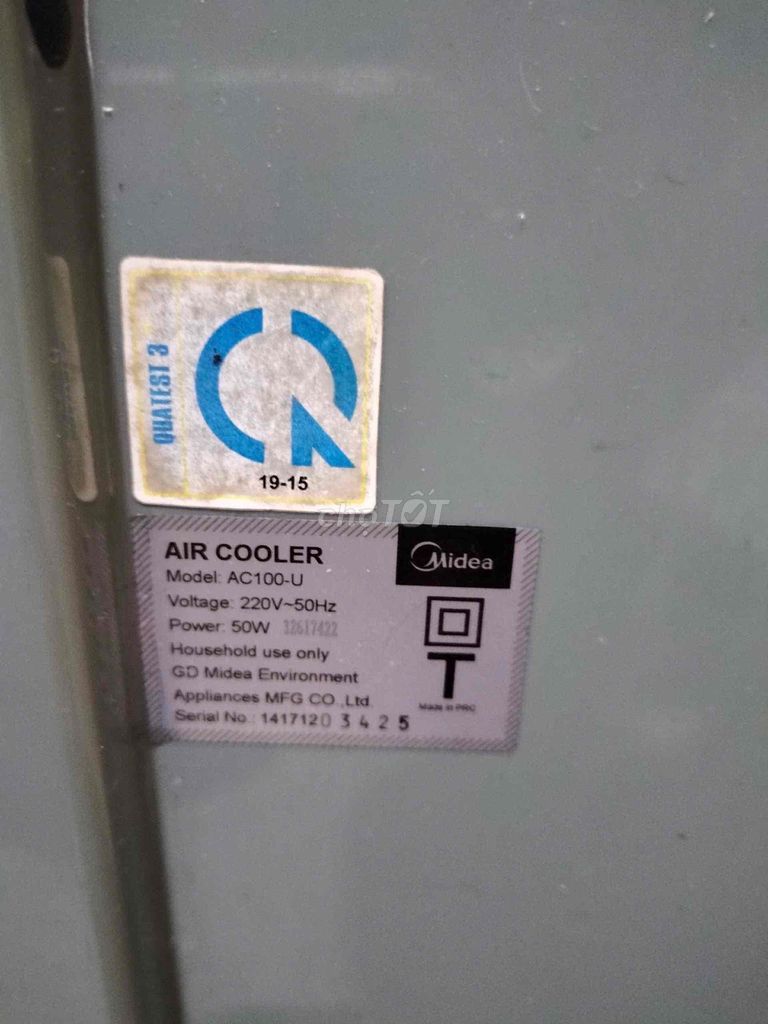 QUATEST 3
19-15
chợTỐT
AIR COOLER
Midea
Model: AC100-U
Voltage: 220V~50Hz
Power: 50W 32617422
Household use only
GD Midea Environment
Appliances MFG CO.,Ltd.
Serial No.: 1417120 3 4 2 5
T
Made in PRC